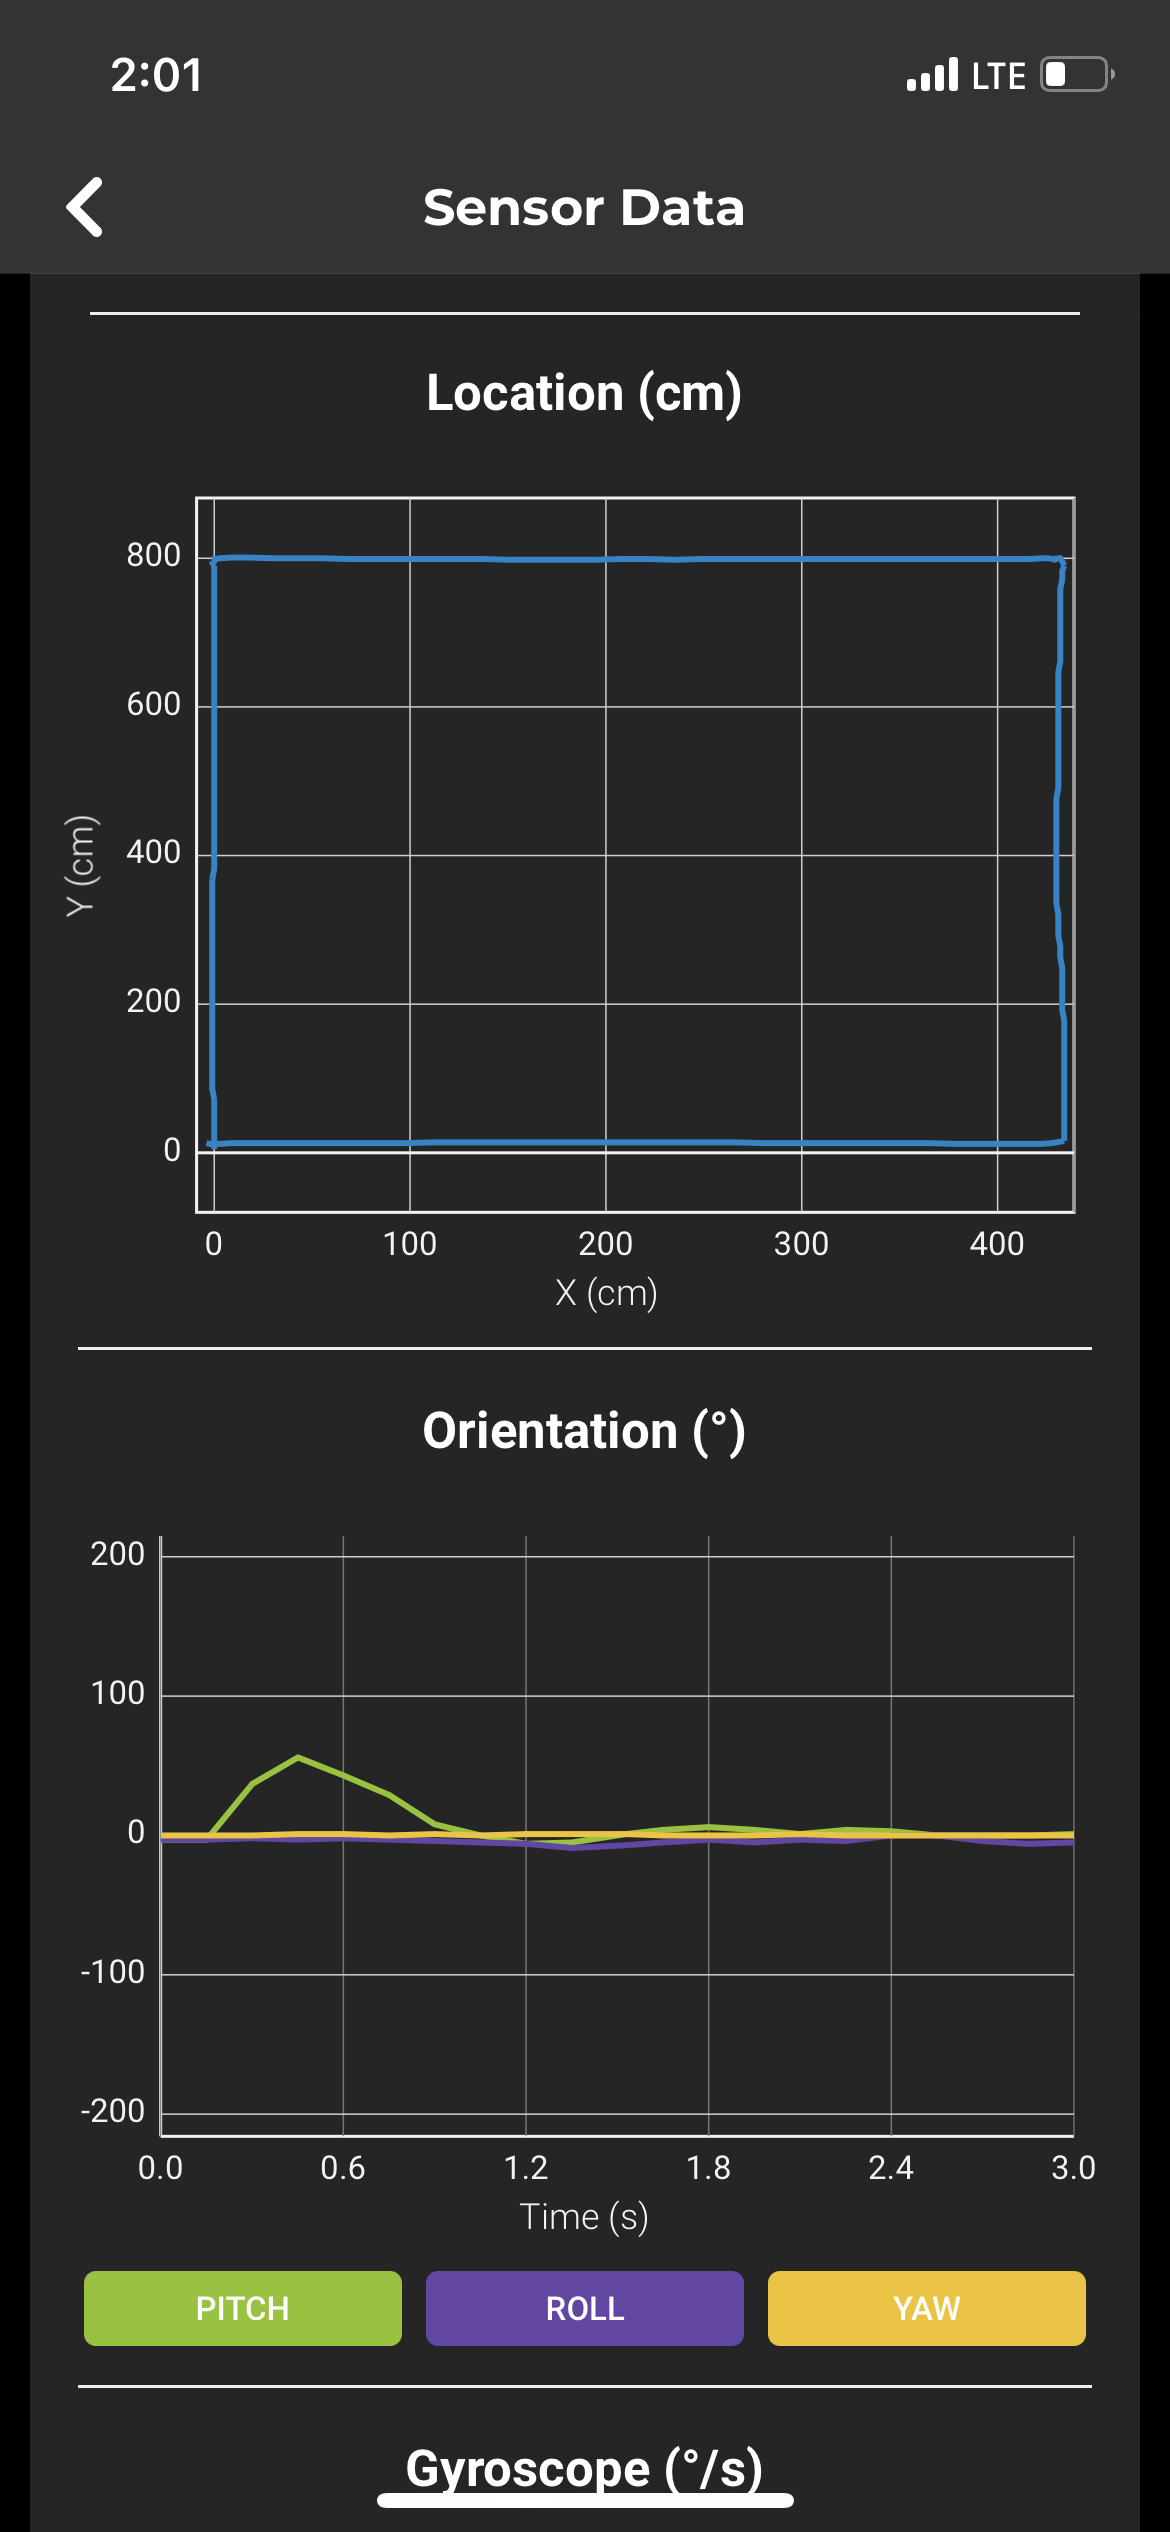 2:01 LTE
Sensor Data
Location (cm)
800
600
400
200
0
Y (cm)
0 100 200 300 400
X (cm)
Orientation (°)
200
100
0
-100
-200
0.0 0.6 1.2 1.8 2.4 3.0
Time (s)
PITCH ROLL YAW
Gyroscope (°/s)